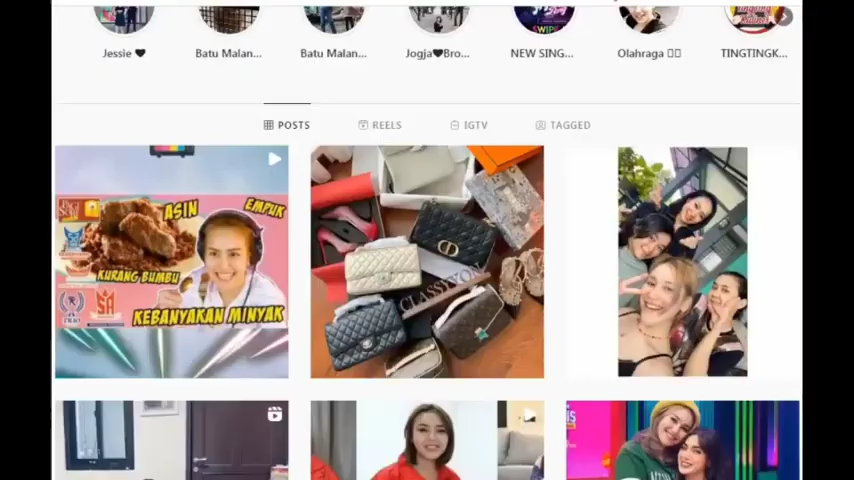 Jessie ❤ Batu Malan... Batu Malan... Jogja❤Bro... NEW SING... Olahraga TINGTINGK...
POSTS REELS IGTV TAGGED
ASIN EMPUK
KURANG BUMBU
KEBANYAKAN MINYAK
SWIPE